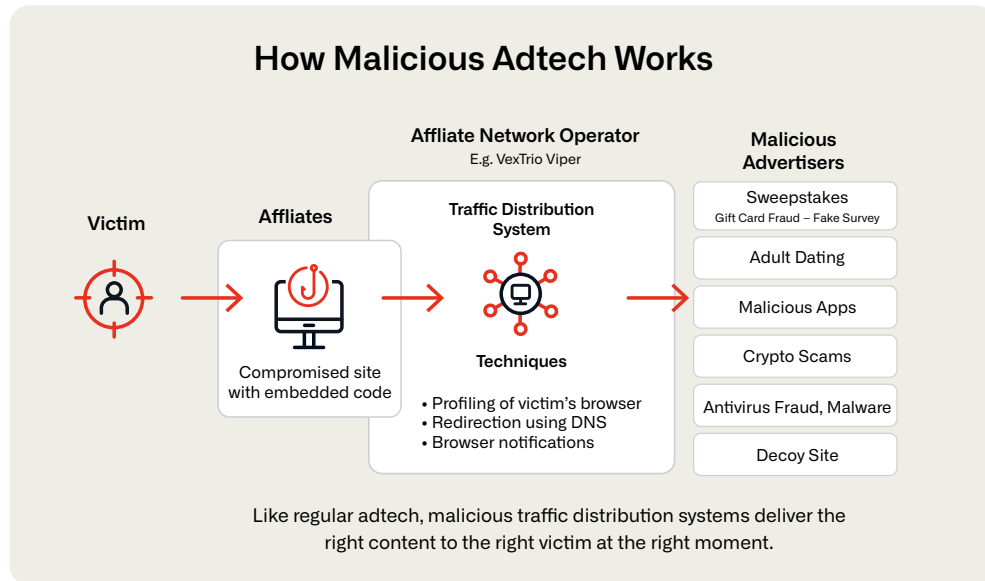 How Malicious Adtech Works
Victim
Affiliates
Compromised site
with embedded code
Affliate Network Operator
E.g. VexTrio Viper
Traffic Distribution
System
Techniques
• Profiling of victim’s browser
• Redirection using DNS
• Browser notifications
Malicious
Advertisers
Sweepstakes
Gift Card Fraud – Fake Survey
Adult Dating
Malicious Apps
Crypto Scams
Antivirus Fraud, Malware
Decoy Site
Like regular adtech, malicious traffic distribution systems deliver the
right content to the right victim at the right moment.